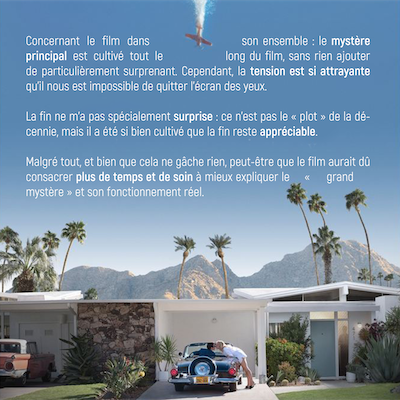 Concernant le film dans son ensemble : le mystère
principal est cultivé tout le long du film, sans rien ajouter
de particulièrement surprenant. Cependant, la tension est si attrayante
qu'il nous est impossible de quitter l'écran des yeux.
La fin ne m'a pas spécialement surprise : ce n'est pas le « plot » de la dé-
cennie, mais il a été si bien cultivé que la fin reste appréciable.
Malgré tout, et bien que cela ne gâche rien, peut-être que le film aurait dû
consacrer plus de temps et de soin à mieux expliquer le « grand
mystère » et son fonctionnement réel.